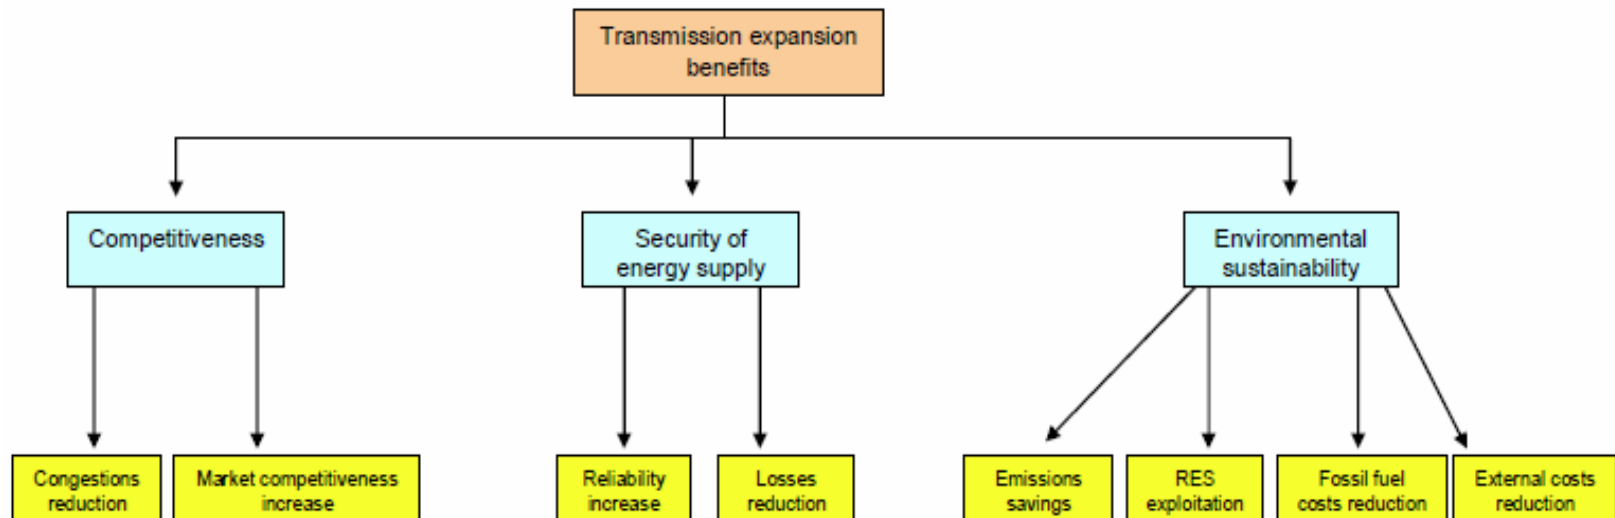 Transmission expansion
benefits
Competitiveness
Security of
energy supply
Environmental
sustainability
Congestions
reduction
Market competitiveness
increase
Reliability
increase
Losses
reduction
Emissions
savings
RES
exploitation
Fossil fuel
costs reduction
External costs
reduction